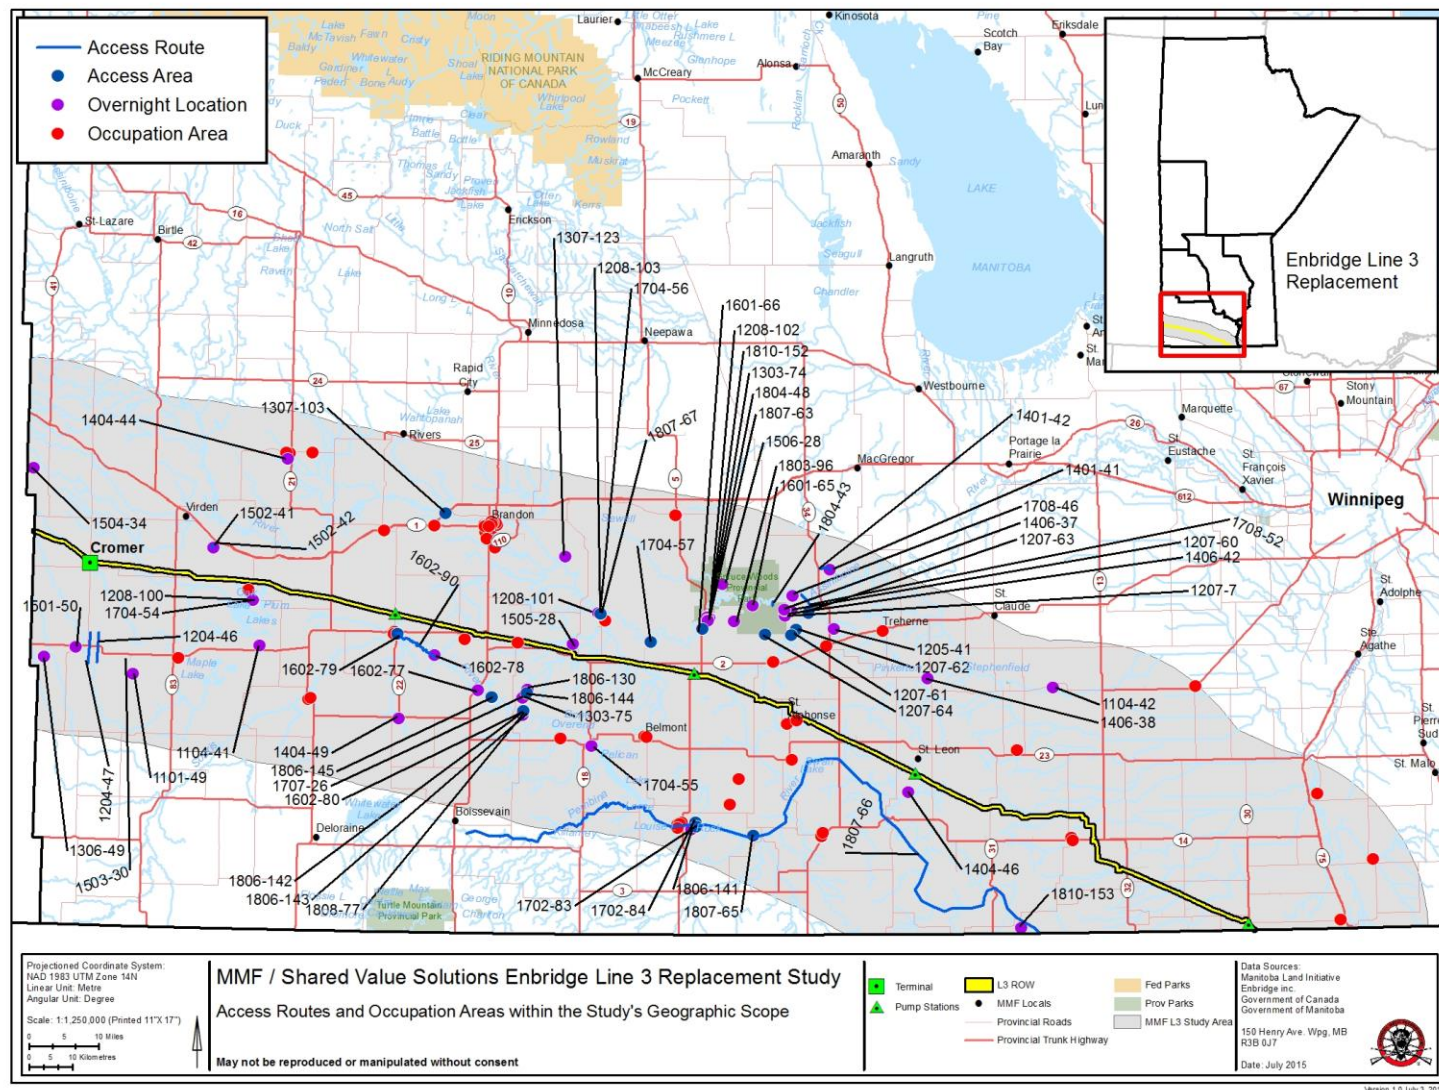 Access Route
Access Area
Overnight Location
Occupation Area
Laurier
McCreary
Alonsa
Kinosota
Scotch
Bay
Eriksdale
RIDING MOUNTAIN
NATIONAL PARK
OF CANADA
Amaranth
LAKE
MANITOBA
Langruth
Enbridge Line 3
Replacement
St-Lazare
Birtle
Erickson
Minnedosa
Neepawa
Rapid
City
Rivers
Westbourne
MacGregor
Portage la
Prairie
Marquette
St.
Eustache
St.
François
Xavier
Stony
Mountain
Winnipeg
Virden
Cromer
Brandon
St.
Claude
Treherne
St.
Adolphe
Ste.
Agathe
St. Malo
Belmont
St. Leon
Boissevain
Deloraine
Turtle Mountain
Provincial Park
1307-123
1208-103
1704-56
1601-66
1208-102
1810-152
1303-74
1804-48
1807-63
1506-28
1803-96
1601-65
1804-43
1401-42
1401-41
1708-46
1406-37
1207-63
1708-52
1207-60
1406-42
1207-7
1404-44
1307-103
1807-67
1504-34
1502-41
1502-42
1704-57
1602-90
1208-100
1704-54
1501-50
1204-46
1208-101
1505-28
1602-79
1602-77
1602-78
1205-41
1207-62
1207-61
1207-64
1104-42
1406-38
1806-130
1806-144
1303-75
1104-41
1404-49
1806-145
1707-26
1602-80
1101-49
1204-47
1704-55
1306-49
1503-30
1806-142
1806-143
1808-77
1702-83
1702-84
1806-141
1807-65
1807-66
1404-46
1810-153
Projectioned Coordinate System:
NAD 1983 UTM Zone 14N
Linear Unit: Metre
Angular Unit: Degree
Scale: 1:1,250,000 (Printed 11"X 17")
0 5 10 Miles
0 5 10 Kilometres
MMF / Shared Value Solutions Enbridge Line 3 Replacement Study
Access Routes and Occupation Areas within the Study's Geographic Scope
May not be reproduced or manipulated without consent
Terminal
Pump Stations
L3 ROW
MMF Locals
Provincial Roads
Provincial Trunk Highway
Fed Parks
Prov Parks
MMF L3 Study Area
Data Sources:
Manitoba Land Initiative
Enbridge inc.
Government of Canada
Government of Manitoba
150 Henry Ave. Wpg, MB
R3B 0J7
Date: July 2015